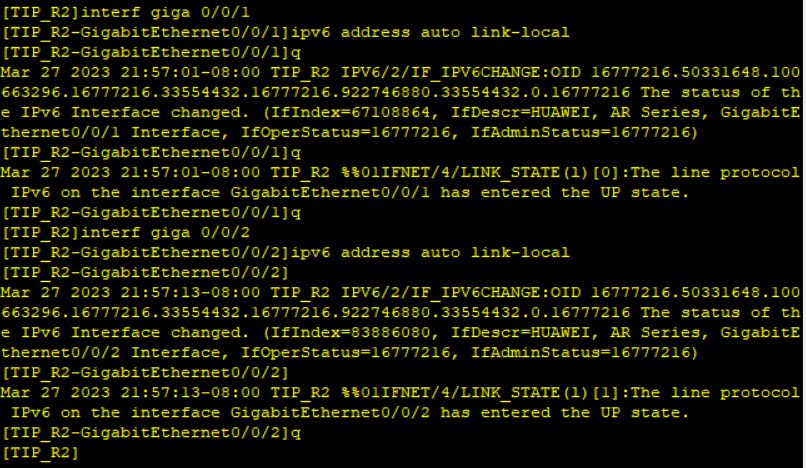 [TIP_R2]interf giga 0/0/1
[TIP_R2-GigabitEthernet0/0/1]ipv6 address auto link-local
[TIP_R2-GigabitEthernet0/0/1]q
Mar 27 2023 21:57:01-08:00 TIP_R2 IPV6/2/IF_IPV6CHANGE:OID 16777216.50331648.100
663296.16777216.33554432.16777216.922746880.33554432.0.16777216 The status of th
e IPv6 Interface changed. (IfIndex=67108864, IfDescr=HUAWEI, AR Series, GigabitE
thernet0/0/1 Interface, IfOperStatus=16777216, IfAdminStatus=16777216)
[TIP_R2-GigabitEthernet0/0/1]q
Mar 27 2023 21:57:01-08:00 TIP_R2 %%01IFNET/4/LINK_STATE(l)[0]:The line protocol
 IPv6 on the interface GigabitEthernet0/0/1 has entered the UP state.
[TIP_R2-GigabitEthernet0/0/1]q
[TIP_R2]interf giga 0/0/2
[TIP_R2-GigabitEthernet0/0/2]ipv6 address auto link-local
[TIP_R2-GigabitEthernet0/0/2]
Mar 27 2023 21:57:13-08:00 TIP_R2 IPV6/2/IF_IPV6CHANGE:OID 16777216.50331648.100
663296.16777216.33554432.16777216.922746880.33554432.0.16777216 The status of th
e IPv6 Interface changed. (IfIndex=83886080, IfDescr=HUAWEI, AR Series, GigabitE
thernet0/0/2 Interface, IfOperStatus=16777216, IfAdminStatus=16777216)
[TIP_R2-GigabitEthernet0/0/2]
Mar 27 2023 21:57:13-08:00 TIP_R2 %%01IFNET/4/LINK_STATE(l)[1]:The line protocol
 IPv6 on the interface GigabitEthernet0/0/2 has entered the UP state.
[TIP_R2-GigabitEthernet0/0/2]q
[TIP_R2]